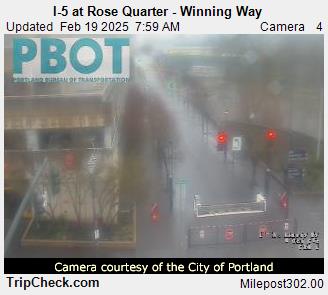 I-5 at Rose Quarter - Winning Way
Updated Feb 19 2025 7:59 AM Camera 4
PBOT
PORTLAND BUREAU OF TRANSPORTATION
Camera courtesy of the City of Portland
TripCheck.com Milepost302.00